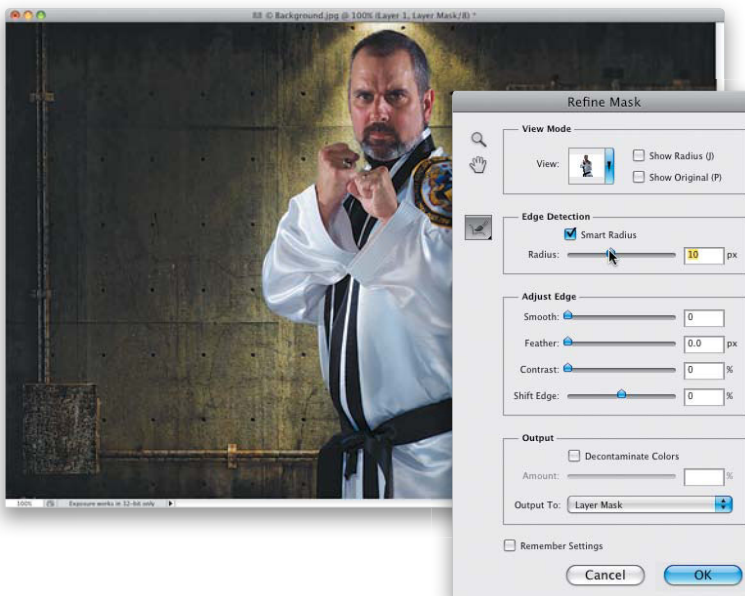 © Background.jpg @ 100% (Layer 1, Layer Mask/8) *
Refine Mask
View Mode
View:
Show Radius (J)
Show Original (P)
Edge Detection
Smart Radius
Radius:
10
px
Adjust Edge
Smooth:
0
Feather:
0.0
px
Contrast:
0
%
Shift Edge:
0
%
Output
Decontaminate Colors
Amount:
%
Output To:
Layer Mask
100%
Exposure works in 32-bit only
Remember Settings
Cancel
OK